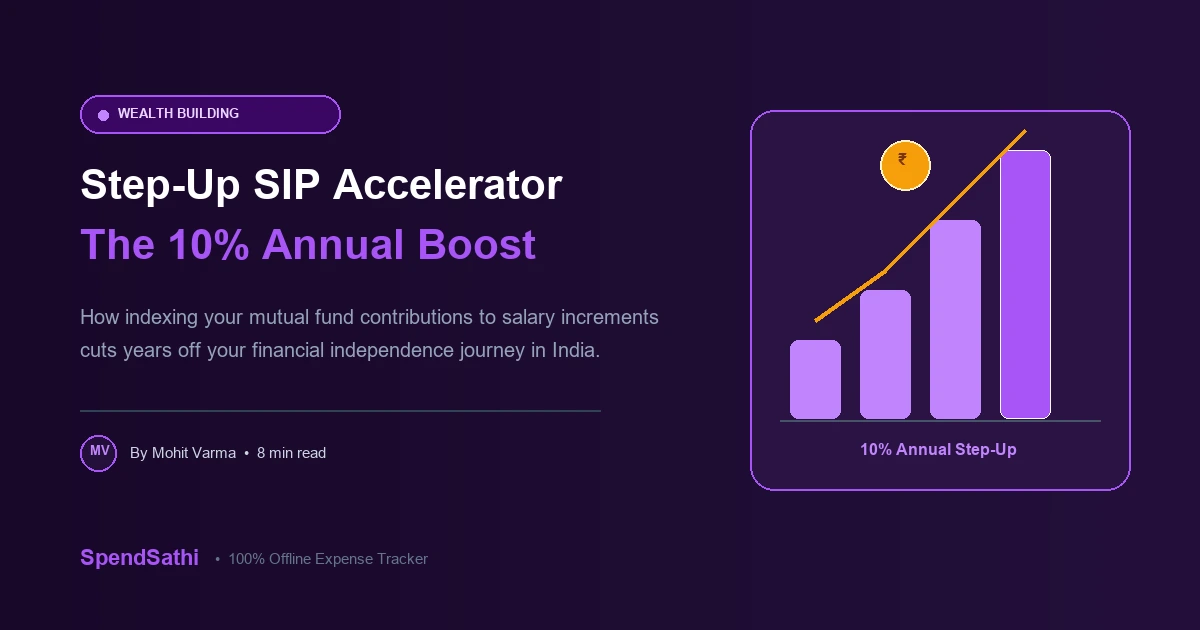 WEALTH BUILDING
Step-Up SIP Accelerator
The 10% Annual Boost
How indexing your mutual fund contributions to salary increments
cuts years off your financial independence journey in India.
MV
By Mohit Varma • 8 min read
SpendSathi • 100% Offline Expense Tracker
₹
10% Annual Step-Up